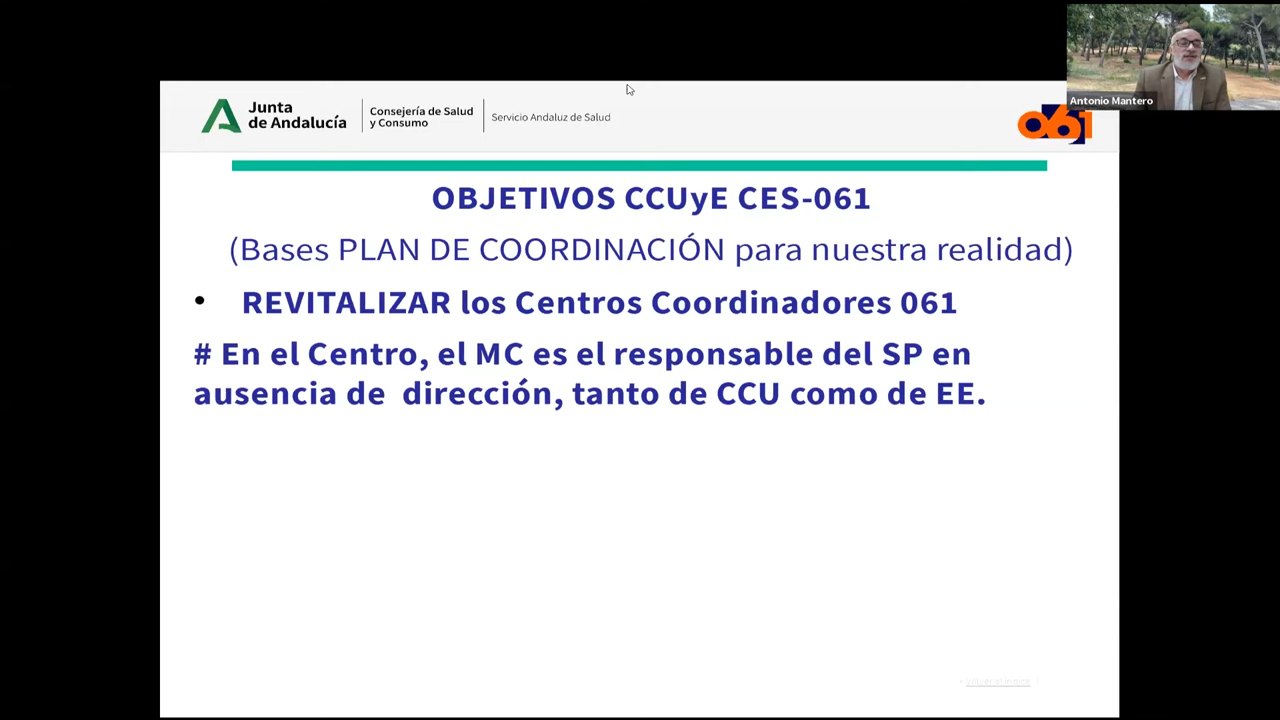 Antonio Mantero
Junta
de Andalucía
Consejería de Salud
y Consumo
Servicio Andaluz de Salud
061
OBJETIVOS CCUyE CES-061
(Bases PLAN DE COORDINACIÓN para nuestra realidad)
• REVITALIZAR los Centros Coordinadores 061
# En el Centro, el MC es el responsable del SP en
ausencia de dirección, tanto de CCU como de EE.